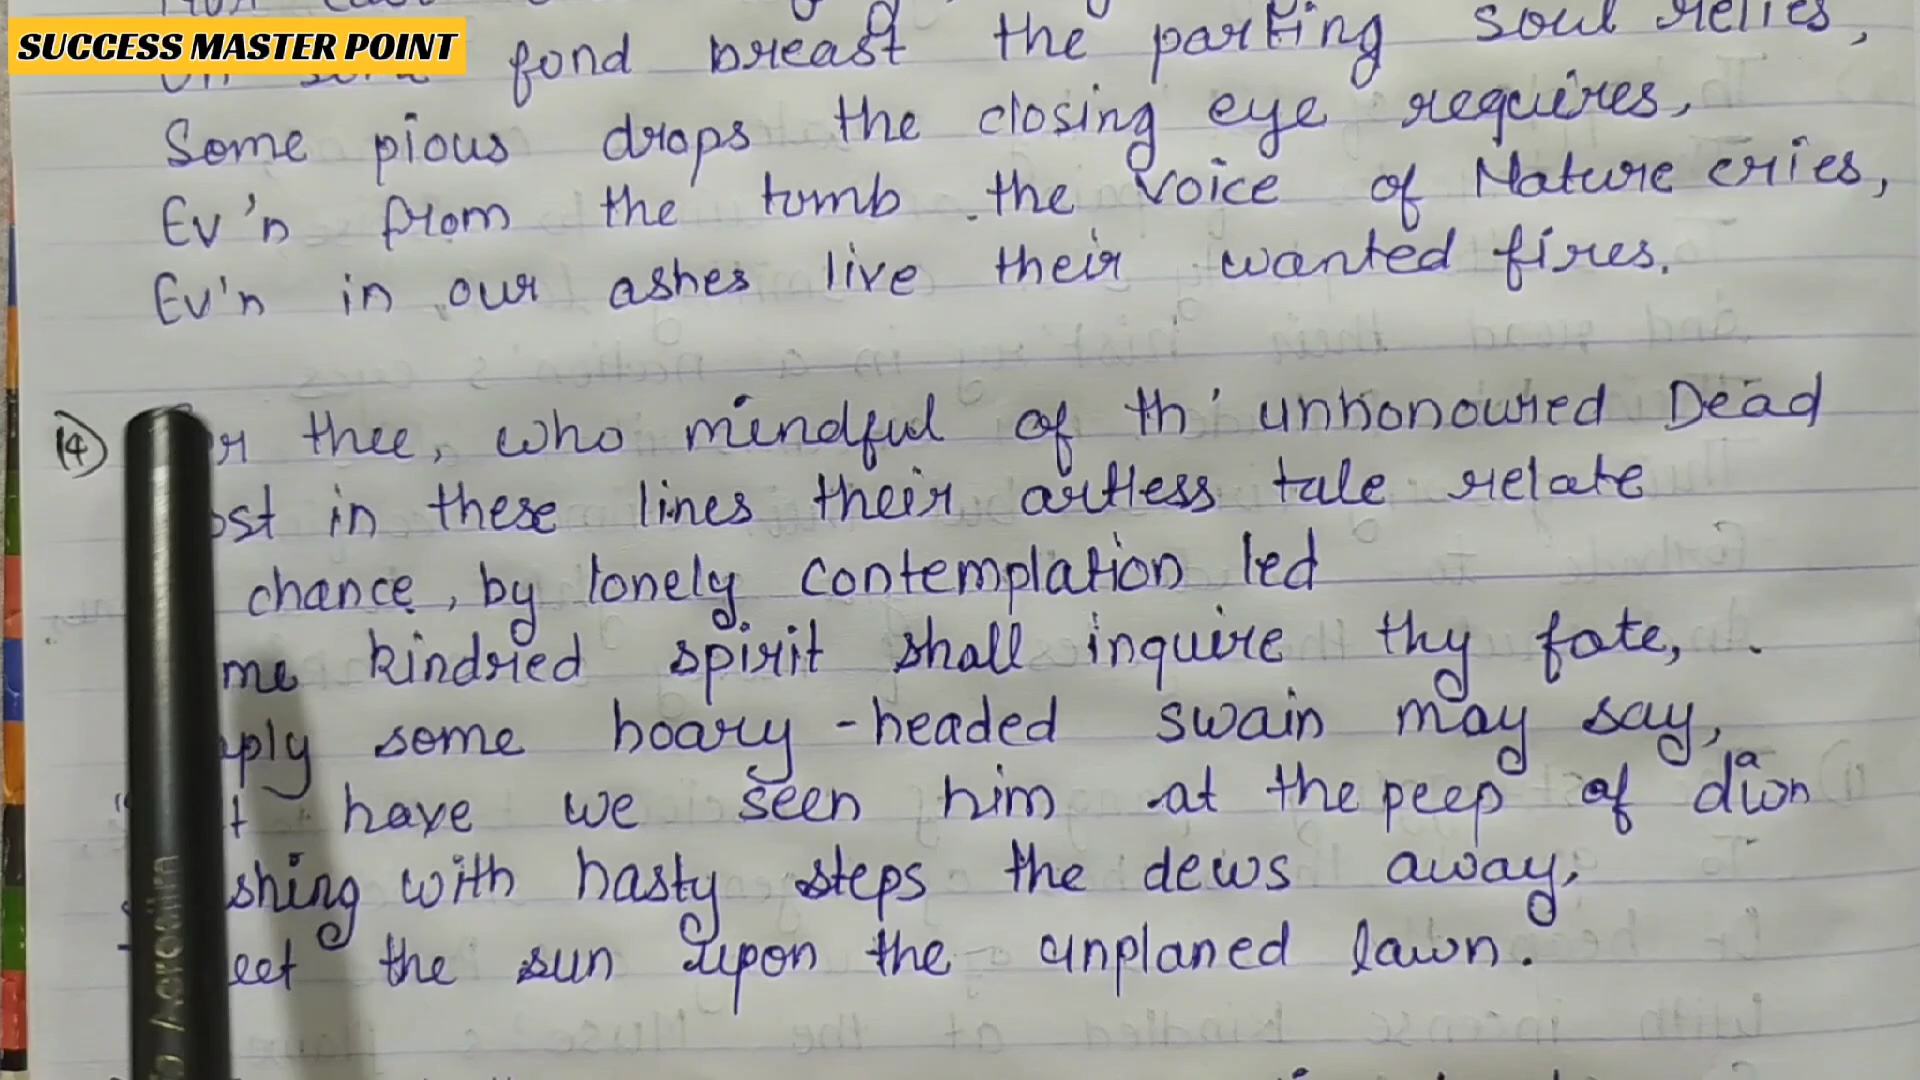 SUCCESS MASTER POINT
fond breast the parting soul relies,
Some pious drops the closing eye requires,
Ev'n from the tomb the voice of Nature cries,
Ev'n in our ashes live their wanted fires.
14 thee, who mindful of th' unhonoured Dead
in these lines their artless tale relate
chance, by lonely contemplation led
kindred spirit shall inquire thy fate,
some hoary-headed swain may say,
have we seen him at the peep of
with hasty steps the dews away,
the sun upon the unplaned lawn.